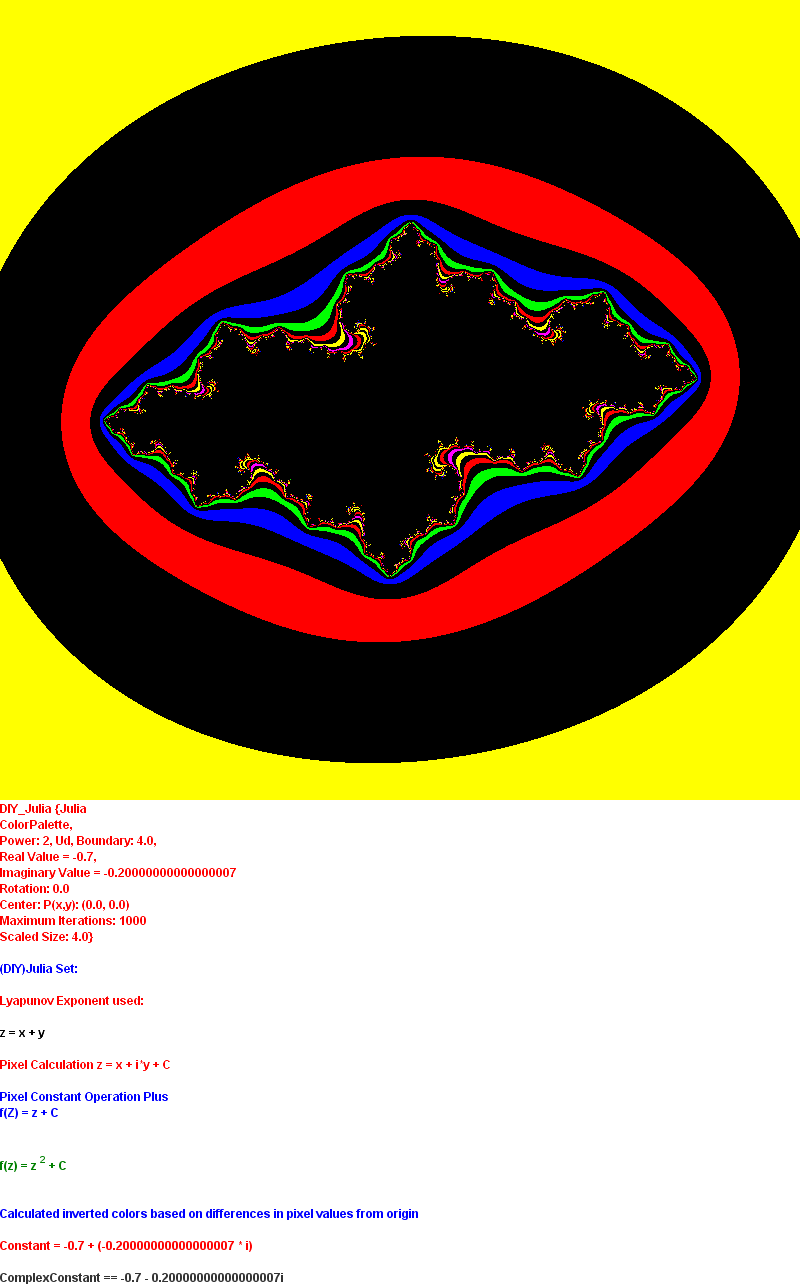 DIY_Julia {Julia
ColorPalette,
Power: 2, Ud, Boundary: 4.0,
Real Value = -0.7,
Imaginary Value = -0.20000000000000007
Rotation: 0.0
Center: P(x,y): (0.0, 0.0)
Maximum Iterations: 1000
Scaled Size: 4.0}
(DIY)Julia Set:
Lyapunov Exponent used:
z = x + y
Pixel Calculation z = x + i*y + C
Pixel Constant Operation Plus
f(Z) = z + C
f(z) = z 2 + C
Calculated inverted colors based on differences in pixel values from origin
Constant = -0.7 + (-0.20000000000000007 * i)
ComplexConstant == -0.7 - 0.20000000000000007i